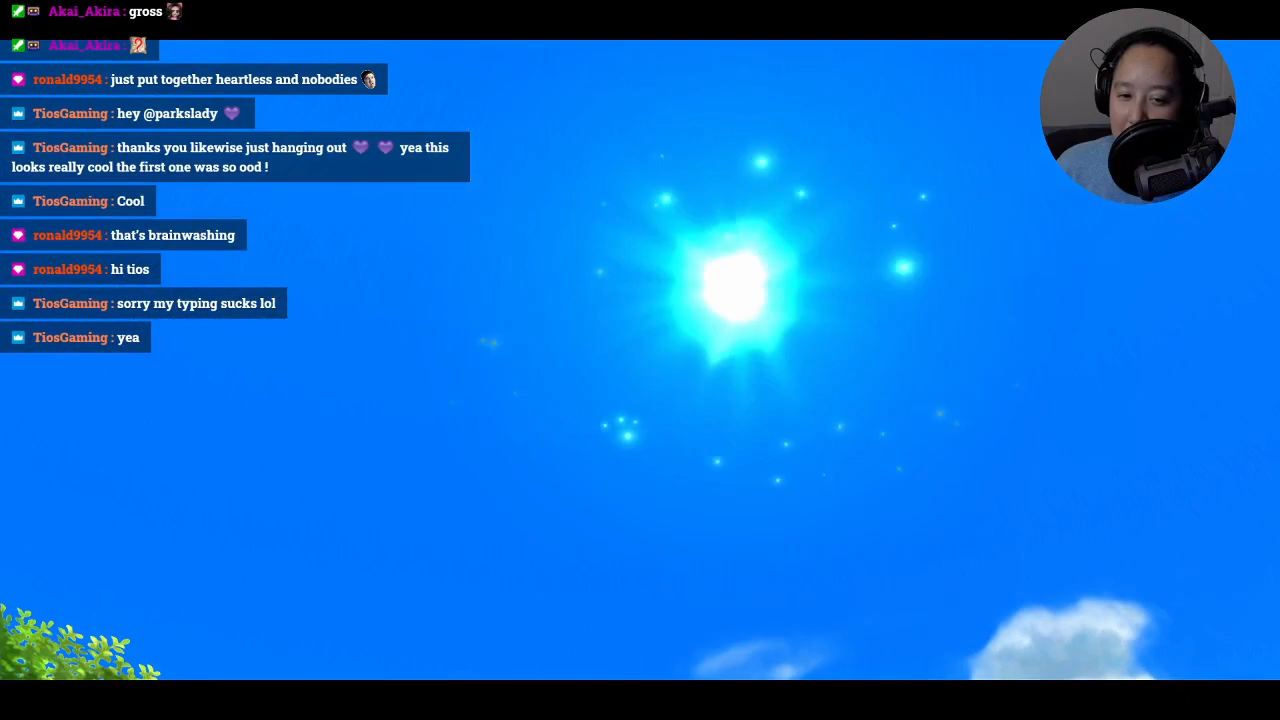 Akai_Akira : gross
Akai_Akira :
ronald9954 : just put together heartless and nobodies
TiosGaming : hey @parkslady 💜
TiosGaming : thanks you likewise just hanging out 💜 💜 yea this
looks really cool the first one was so ood !
TiosGaming : Cool
ronald9954 : that's brainwashing
ronald9954 : hi tios
TiosGaming : sorry my typing sucks lol
TiosGaming : yea